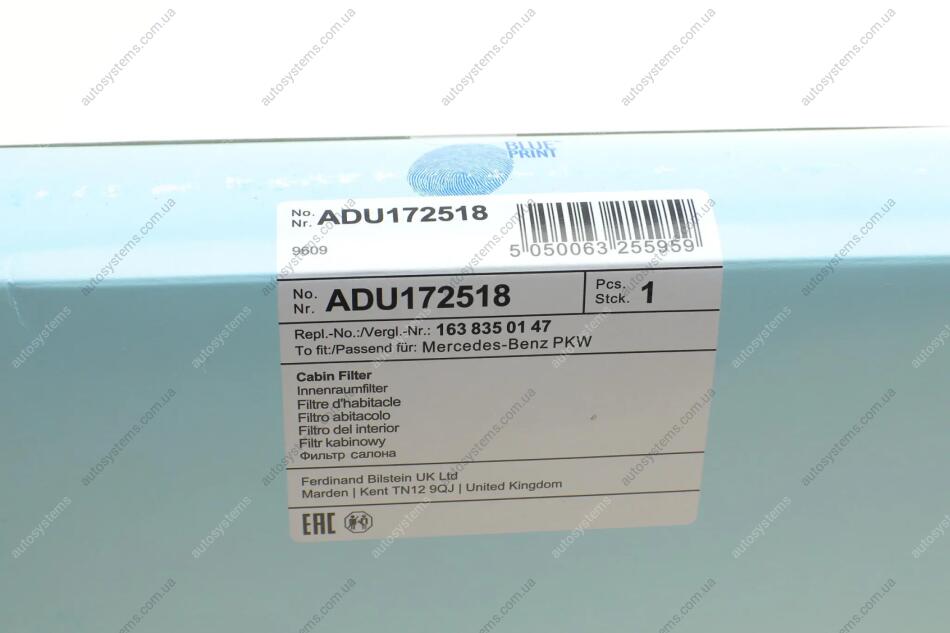 BLUE
PRINT
No.
Nr. ADU172518
9609
5 050063 255959
No.
Nr. ADU172518
Pcs.
Stck. 1
Repl.-No.:/Vergl.-Nr.: 163 835 01 47
To fit:/Passend für: Mercedes-Benz PKW
Cabin Filter
Innenraumfilter
Filtre d'habitacle
Filtro abitacolo
Filtro del interior
Filtr kabinowy
Фильтр салона
Ferdinand Bilstein UK Ltd
Marden | Kent TN12 9QJ | United Kingdom
EAC
autosystems.com.ua